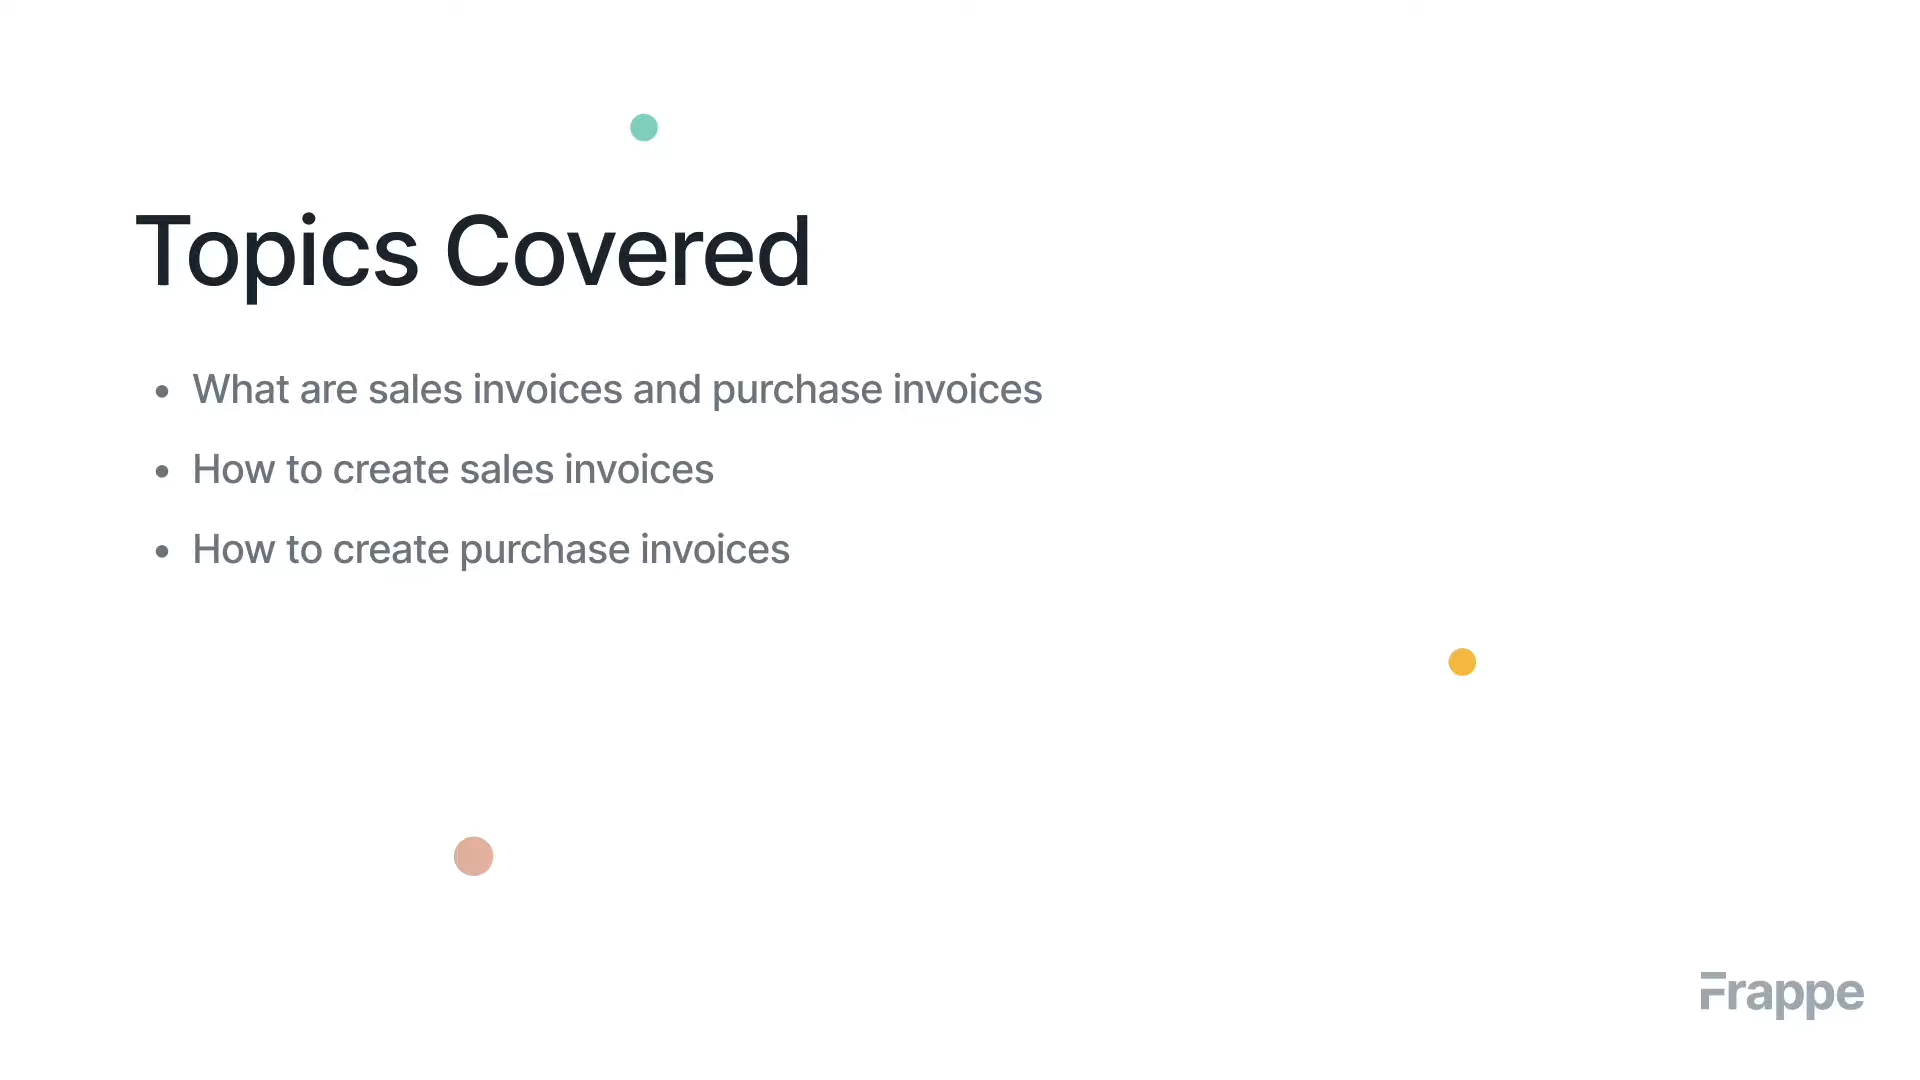 Topics Covered
• What are sales invoices and purchase invoices
• How to create sales invoices
• How to create purchase invoices
Frappe